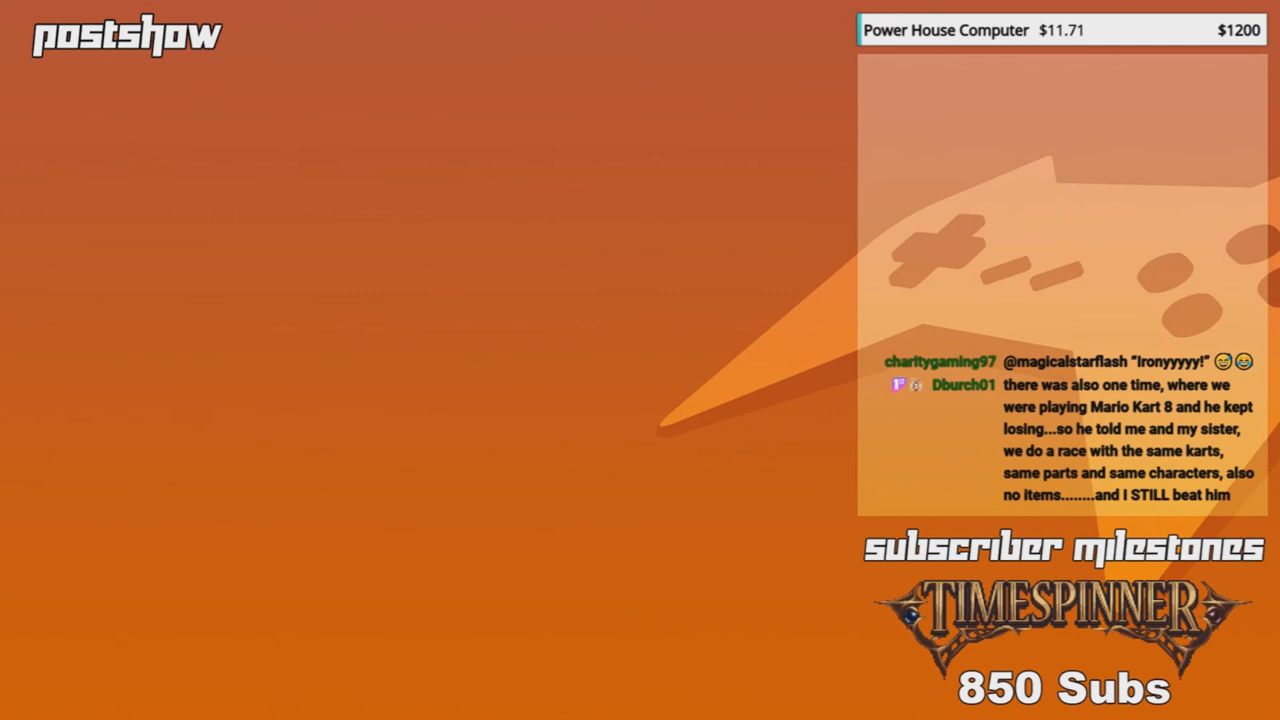 postshow
Power House Computer $11.71 $1200
charitygaming97 @magicalstarflash “Ironyyyyy!” 😅😂
1st Dburch01 there was also one time, where we
were playing Mario Kart 8 and he kept
losing...so he told me and my sister,
we do a race with the same karts,
same parts and same characters, also
no items........and I STILL beat him
subscriber milestones
TIMESPINNER
850 Subs